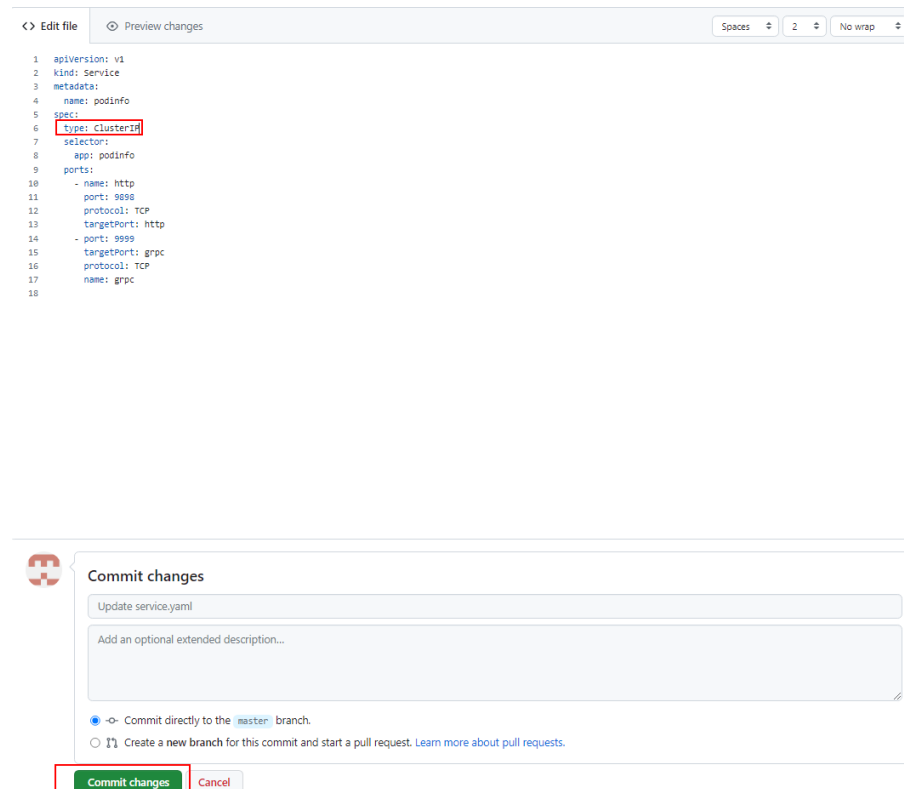 <> Edit file Preview changes Spaces 2 No wrap
1 apiVersion: v1
2 kind: Service
3 metadata:
4   name: podinfo
5 spec:
6   type: ClusterIP
7   selector:
8     app: podinfo
9   ports:
10     - name: http
11       port: 9898
12       protocol: TCP
13       targetPort: http
14     - port: 9999
15       targetPort: grpc
16       protocol: TCP
17       name: grpc
18
Commit changes
Update service.yaml
Add an optional extended description...
Commit directly to the master branch.
Create a new branch for this commit and start a pull request. Learn more about pull requests.
Commit changes Cancel